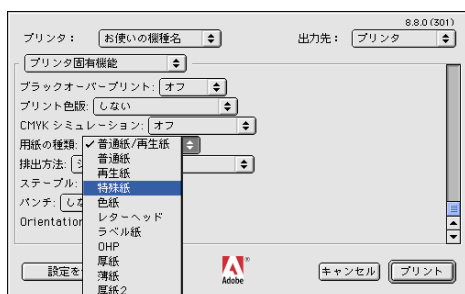 8.8.0 (301)
プリンタ： お使いの機種名 出力先： プリンタ
プリンタ固有機能
ブラックオーバープリント： オフ
プリント色版： しない
CMYK シミュレーション： オフ
用紙の種類： ✓普通紙/再生紙
普通紙
排出方法：
再生紙
ステープル：
特殊紙
パンチ： しな
色紙
レターヘッド
Orientation
ラベル紙
OHP
厚紙
設定を
薄紙
厚紙2
Adobe
キャンセル プリント